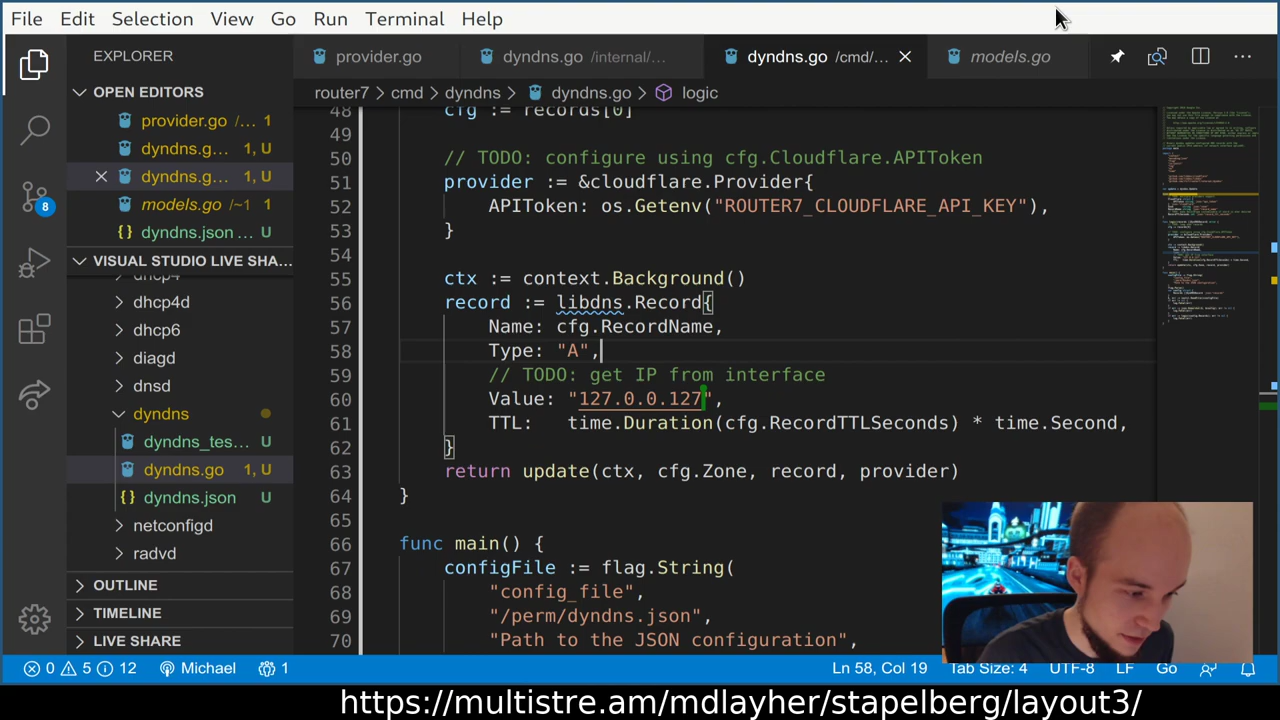 File Edit Selection View Go Run Terminal Help
EXPLORER
provider.go
dyndns.go /internal/...
dyndns.go /cmd/...
models.go
OPEN EDITORS
router7 > cmd > dyndns > dyndns.go > logic
provider.go /... 1
dyndns.g... 1, U
dyndns.g... 1, U
models.go /~1 1
dyndns.json ... U
8
VISUAL STUDIO LIVE SHA...
dhcp4
dhcp4d
dhcp6
diagd
dnsd
dyndns
dyndns_tes... U
dyndns.go 1, U
dyndns.json U
netconfigd
radvd
OUTLINE
TIMELINE
LIVE SHARE
48 cfg := records[0]
49
50 // TODO: configure using cfg.Cloudflare.APIToken
51 provider := &cloudflare.Provider{
52 APIToken: os.Getenv("ROUTER7_CLOUDFLARE_API_KEY"),
53 }
54
55 ctx := context.Background()
56 record := libdns.Record{
57 Name: cfg.RecordName,
58 Type: "A",
59 // TODO: get IP from interface
60 Value: "127.0.0.127",
61 TTL: time.Duration(cfg.RecordTTLSeconds) * time.Second,
62 }
63 return update(ctx, cfg.Zone, record, provider)
64 }
65
66 func main() {
67 configFile := flag.String(
68 "config_file",
69 "/perm/dyndns.json",
70 "Path to the JSON configuration",
0 5 12 Michael 1 Ln 58, Col 19 Tab Size: 4 UTF-8 LF Go
https://multistre.am/mdlayher/stapelberg/layout3/